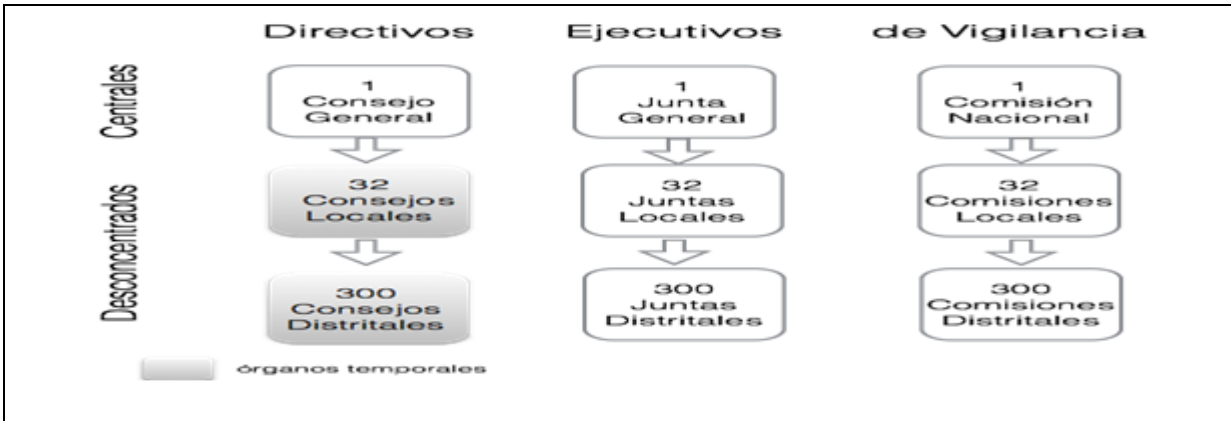 Directivos Ejecutivos de Vigilancia
Centrales
1
Consejo
General
1
Junta
General
1
Comisión
Nacional
Desconcentrados
32
Consejos
Locales
32
Juntas
Locales
32
Comisiones
Locales
300
Consejos
Distritales
300
Juntas
Distritales
300
Comisiones
Distritales
órganos temporales